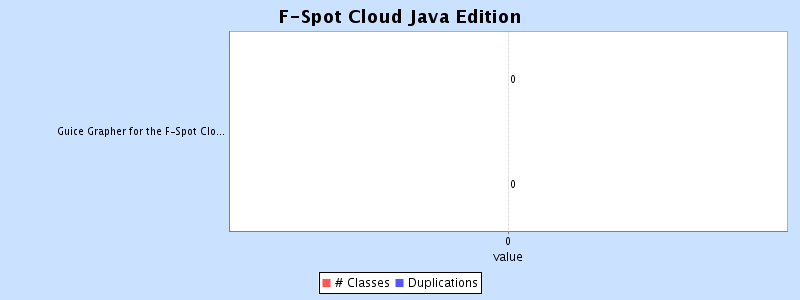 F-Spot Cloud Java Edition
0
Guice Grapher for the F-Spot Clo...
0
0
value
# Classes Duplications